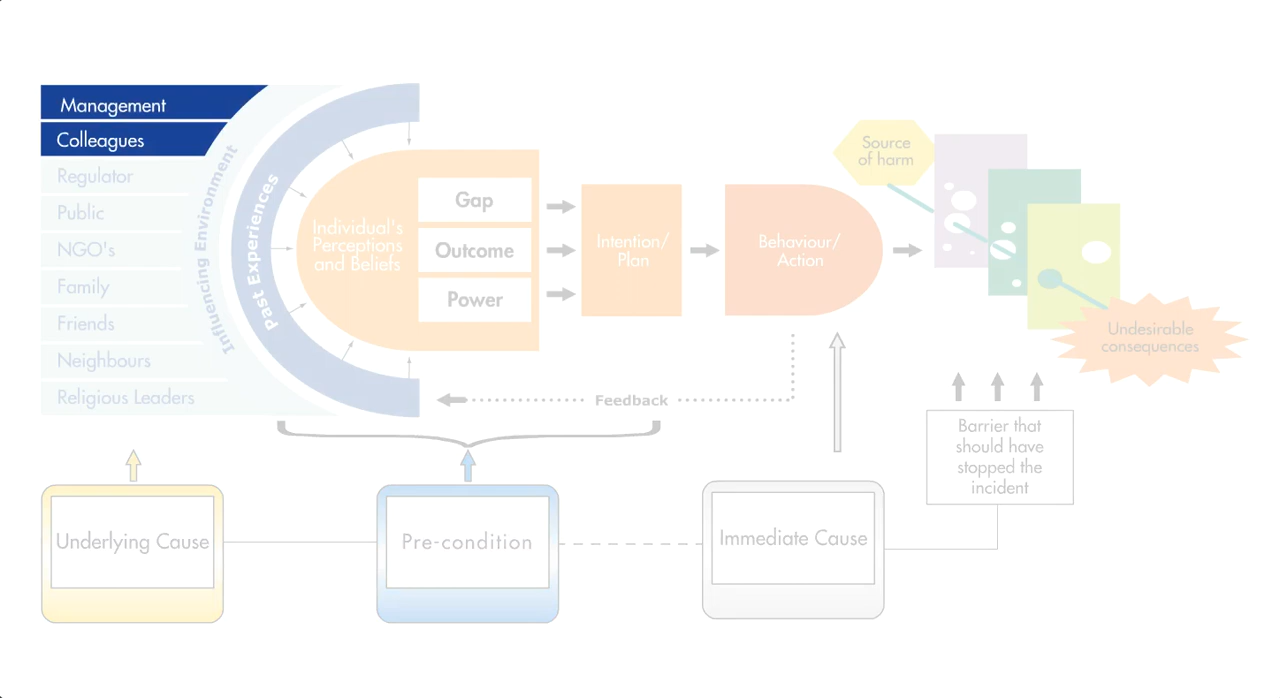 Management
Colleagues
Regulator
Public
NGO's
Family
Friends
Neighbours
Religious Leaders
Influencing Environment
Past Experiences
Individual's
Perceptions
and Beliefs
Gap
Outcome
Power
Intention/
Plan
Behaviour/
Action
Source
of harm
Undesirable
consequences
Feedback
Barrier that
should have
stopped the
incident
Underlying Cause
Pre-condition
Immediate Cause